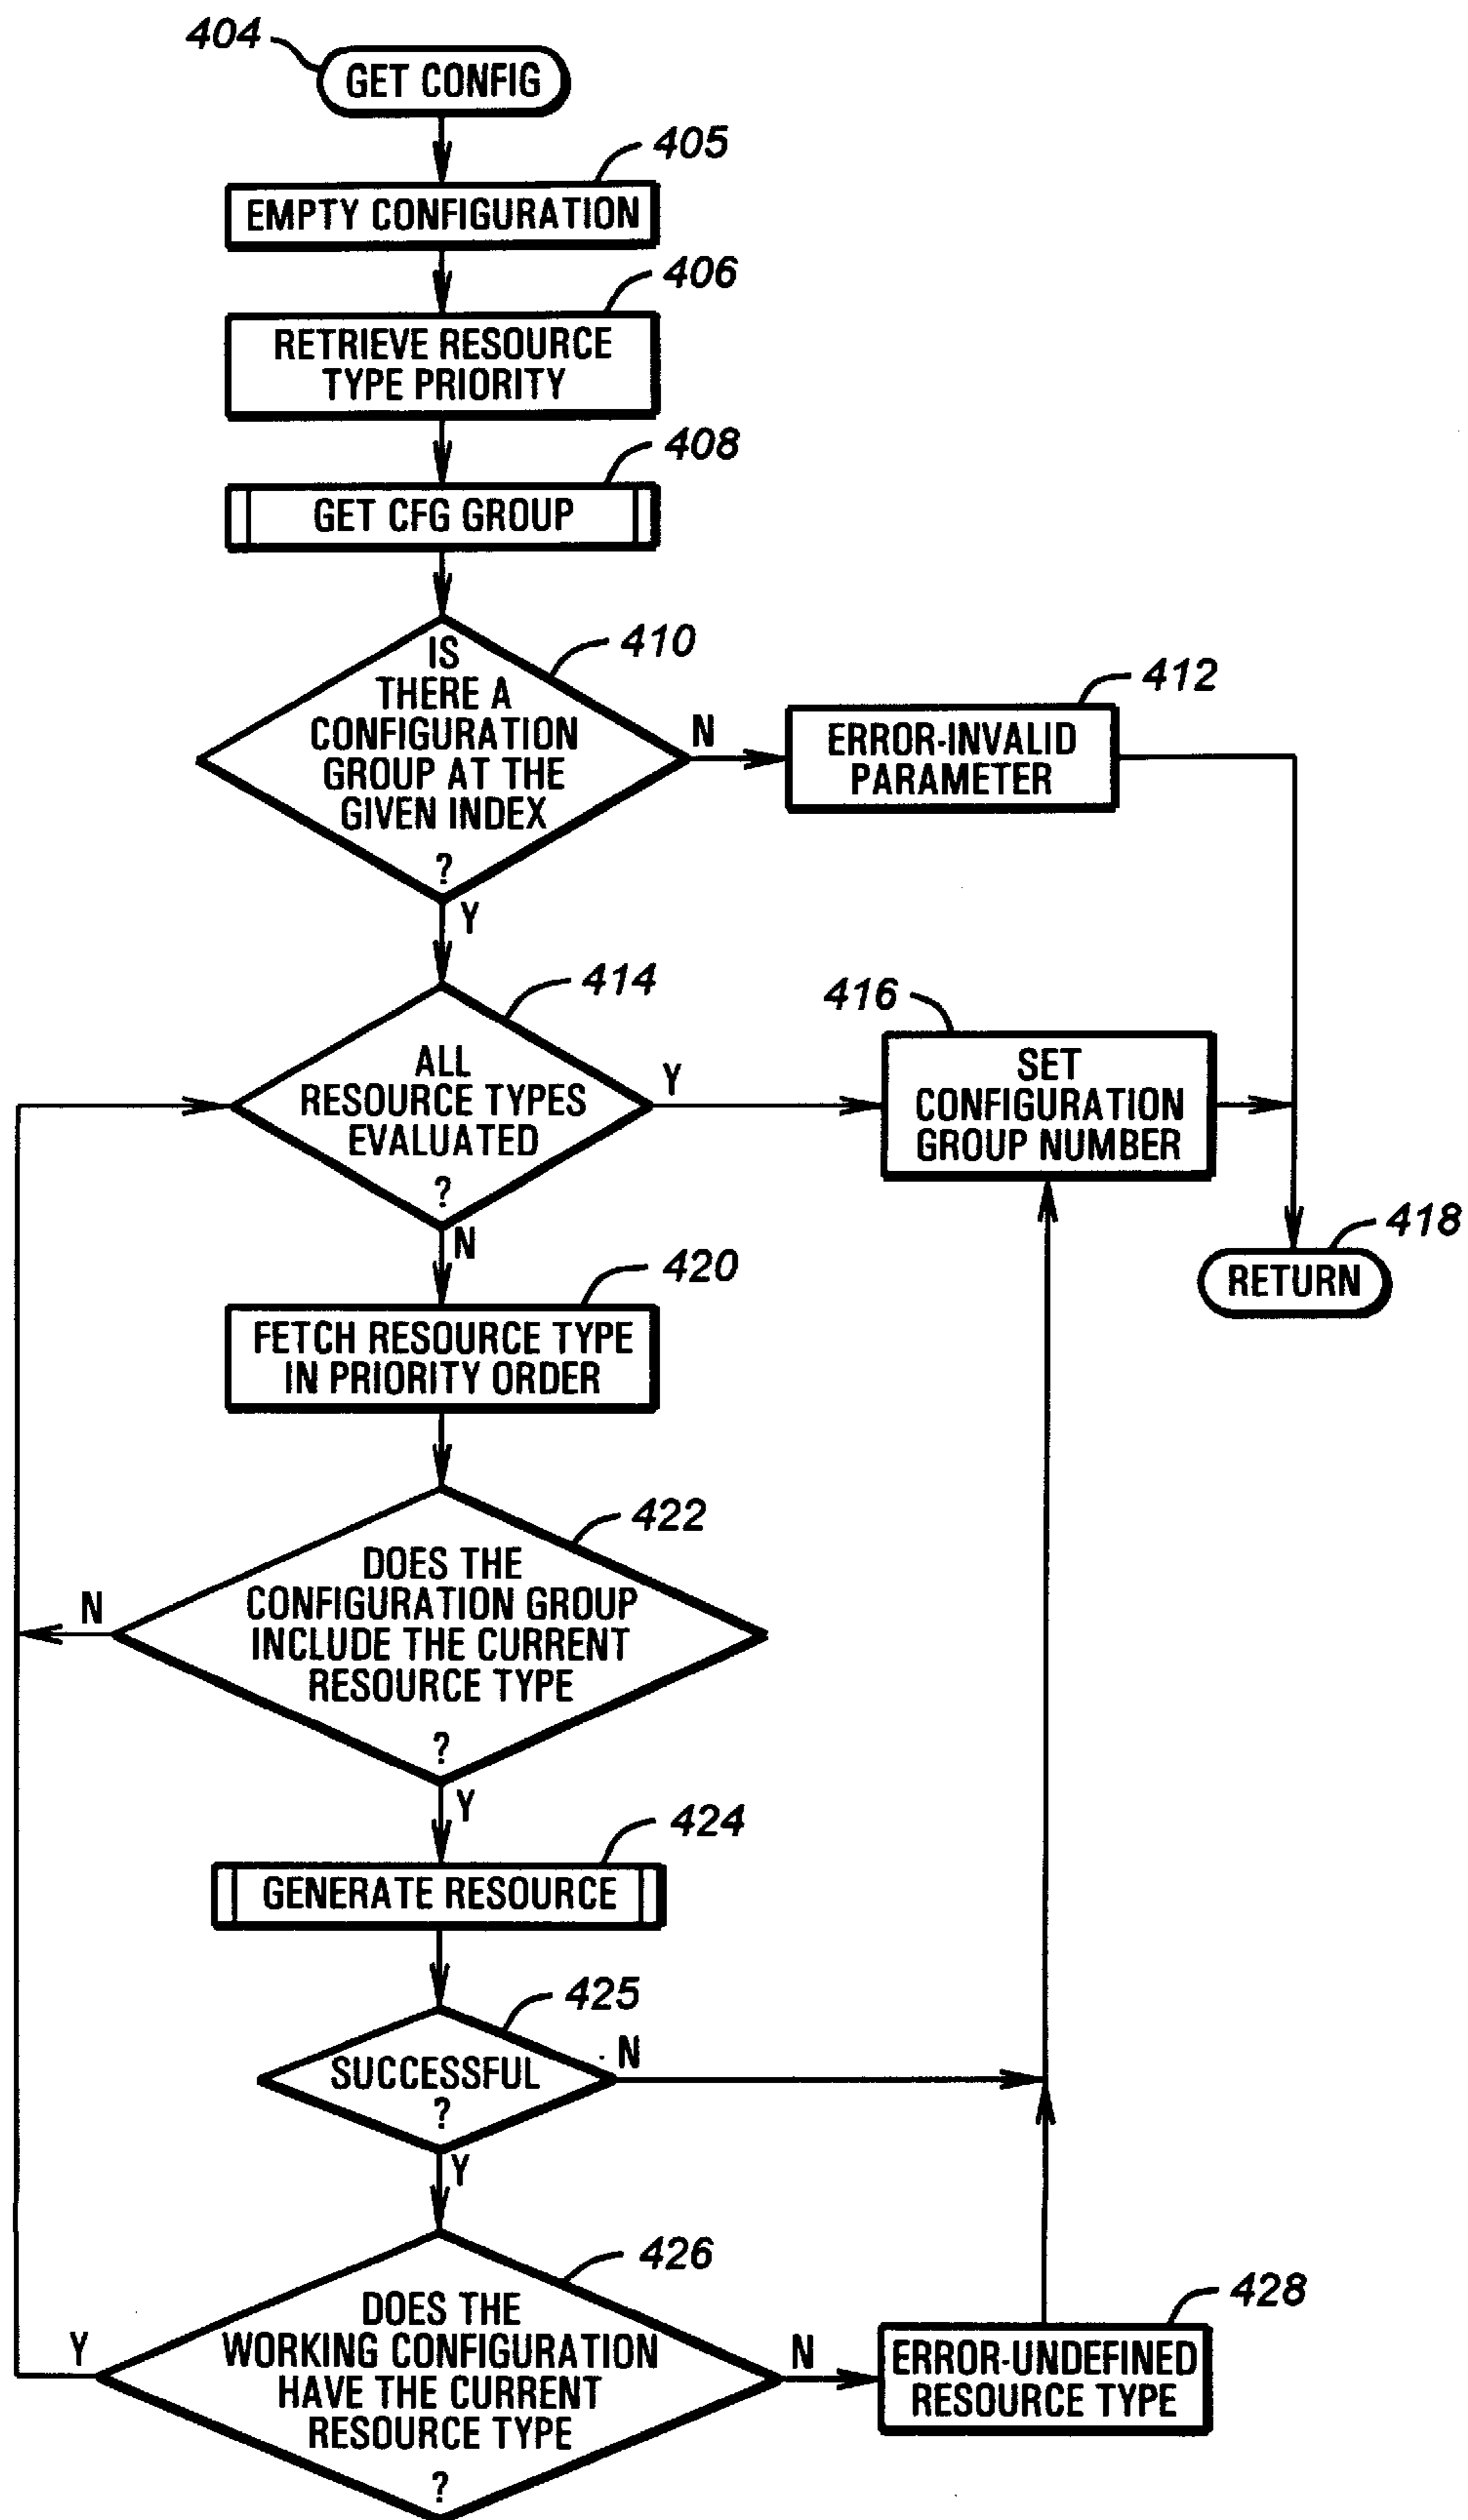 404
GET CONFIG
405
EMPTY CONFIGURATION
406
RETRIEVE RESOURCE
TYPE PRIORITY
408
GET CFG GROUP
410
IS
THERE A
CONFIGURATION
GROUP AT THE
GIVEN INDEX
?
N
412
ERROR-INVALID
PARAMETER
Y
414
ALL
RESOURCE TYPES
EVALUATED
?
Y
416
SET
CONFIGURATION
GROUP NUMBER
418
RETURN
N
420
FETCH RESOURCE TYPE
IN PRIORITY ORDER
422
DOES THE
CONFIGURATION GROUP
INCLUDE THE CURRENT
RESOURCE TYPE
?
N
Y
424
GENERATE RESOURCE
425
SUCCESSFUL
?
N
Y
426
DOES THE
WORKING CONFIGURATION
HAVE THE CURRENT
RESOURCE TYPE
?
Y
N
428
ERROR-UNDEFINED
RESOURCE TYPE